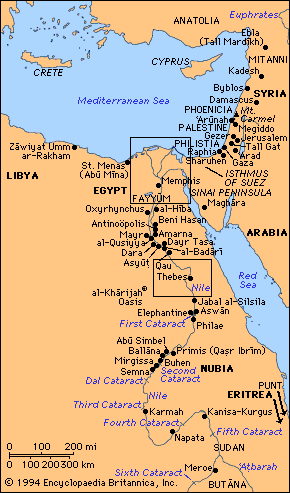 ANATOLIA
Euphrates
Ebla
(Tall Mardikh)
CYPRUS
MITANNI
CRETE
Kadesh
SYRIA
Byblos
Mediterranean Sea
Damascus
PHOENICIA
Mt.
Carmel
'Arūnah
PALESTINE
Megiddo
Gezer
Jerusalem
PHILISTIA
Tall Gat
Raphia
Arad
Sharuhen
Gaza
Zāwiyat Umm
ar-Rakham
St. Menas
(Abū Mīna)
ISTHMUS
OF SUEZ
LIBYA
EGYPT
Memphis
SINAI PENINSULA
FAYYŪM
Maghāra
Oxyrhynchus
al-Hība
Antinoöpolis
Beni Hasan
ARABIA
Mayr
Amarna
al-Qusiyya
Dayr Tasa
Dara
al-Badārī
Asyūt
Qau
Thebes
Red
Sea
al-Khārijah
Oasis
Nile
Jabal al-Silsila
Elephantine
Aswān
First Cataract
Philae
Abū Simbel
Ballāna
Primis (Qaṣr Ibrīm)
Mirgissa
Buhen
Semna
Second
Cataract
NUBIA
Dal Cataract
PUNT
ERITREA
Nile
Third Cataract
Karmah
Kanisa-Kurgus
Fourth Cataract
Fifth Cataract
Napata
SUDAN
0 100 200 mi
0 100 200 300 km
'Atbarah
Meroe
Sixth Cataract
© 1994 Encyclopaedia Britannica, Inc.
BUTĀNA